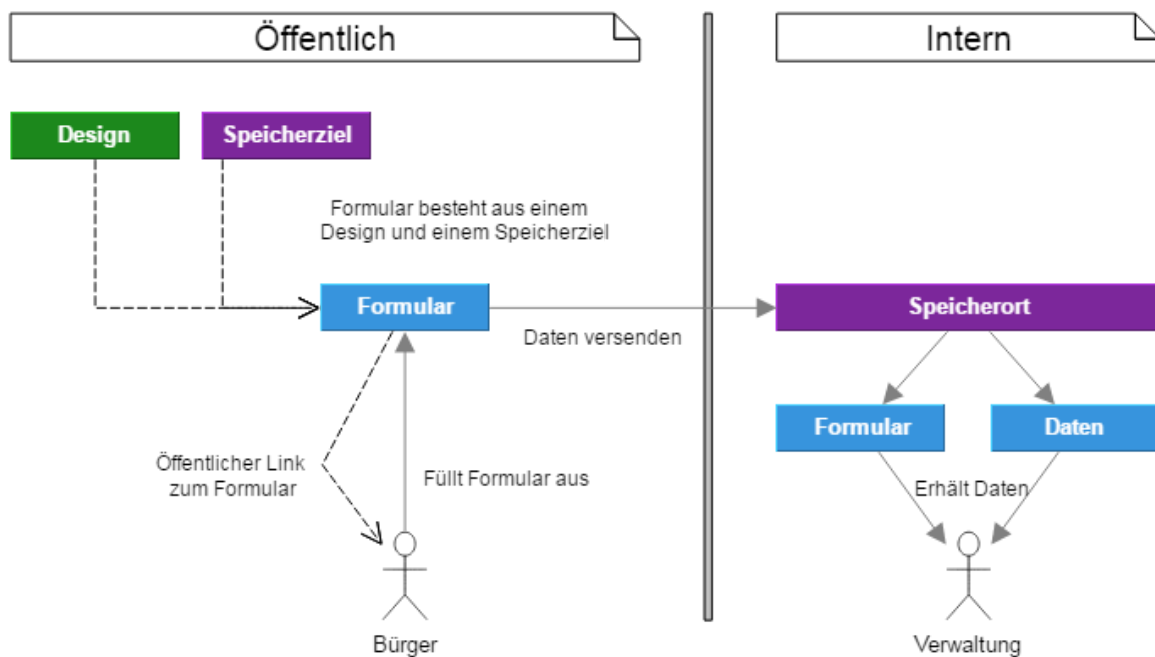 Öffentlich
Intern
Design
Speicherziel
Formular besteht aus einem
Design und einem Speicherziel
Formular
Daten versenden
Speicherort
Formular
Daten
Öffentlicher Link
zum Formular
Füllt Formular aus
Erhält Daten
Bürger
Verwaltung